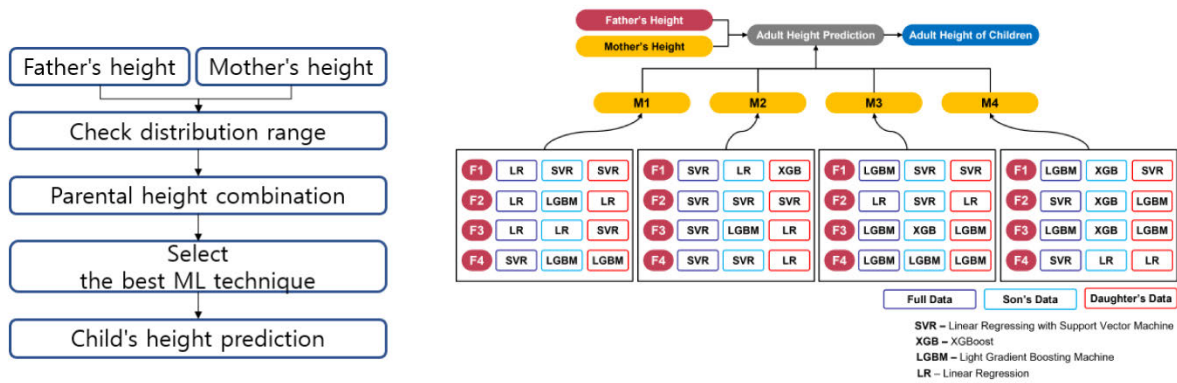 Father's height Mother's height
Check distribution range
Parental height combination
Select
the best ML technique
Child's height prediction
Father's Height
Mother's Height
Adult Height Prediction
Adult Height of Children
M1 M2 M3 M4
F1 LR SVR SVR
F2 LR LGBM LR
F3 LR LR SVR
F4 SVR LGBM LGBM
F1 SVR LR XGB
F2 SVR SVR SVR
F3 SVR LGBM LR
F4 SVR SVR LR
F1 LGBM SVR SVR
F2 LR SVR LR
F3 LGBM XGB LGBM
F4 LGBM LGBM LGBM
F1 LGBM XGB SVR
F2 SVR XGB LGBM
F3 LGBM XGB LGBM
F4 SVR LR LR
Full Data Son's Data Daughter's Data
SVR – Linear Regressing with Support Vector Machine
XGB – XGBoost
LGBM – Light Gradient Boosting Machine
LR – Linear Regression